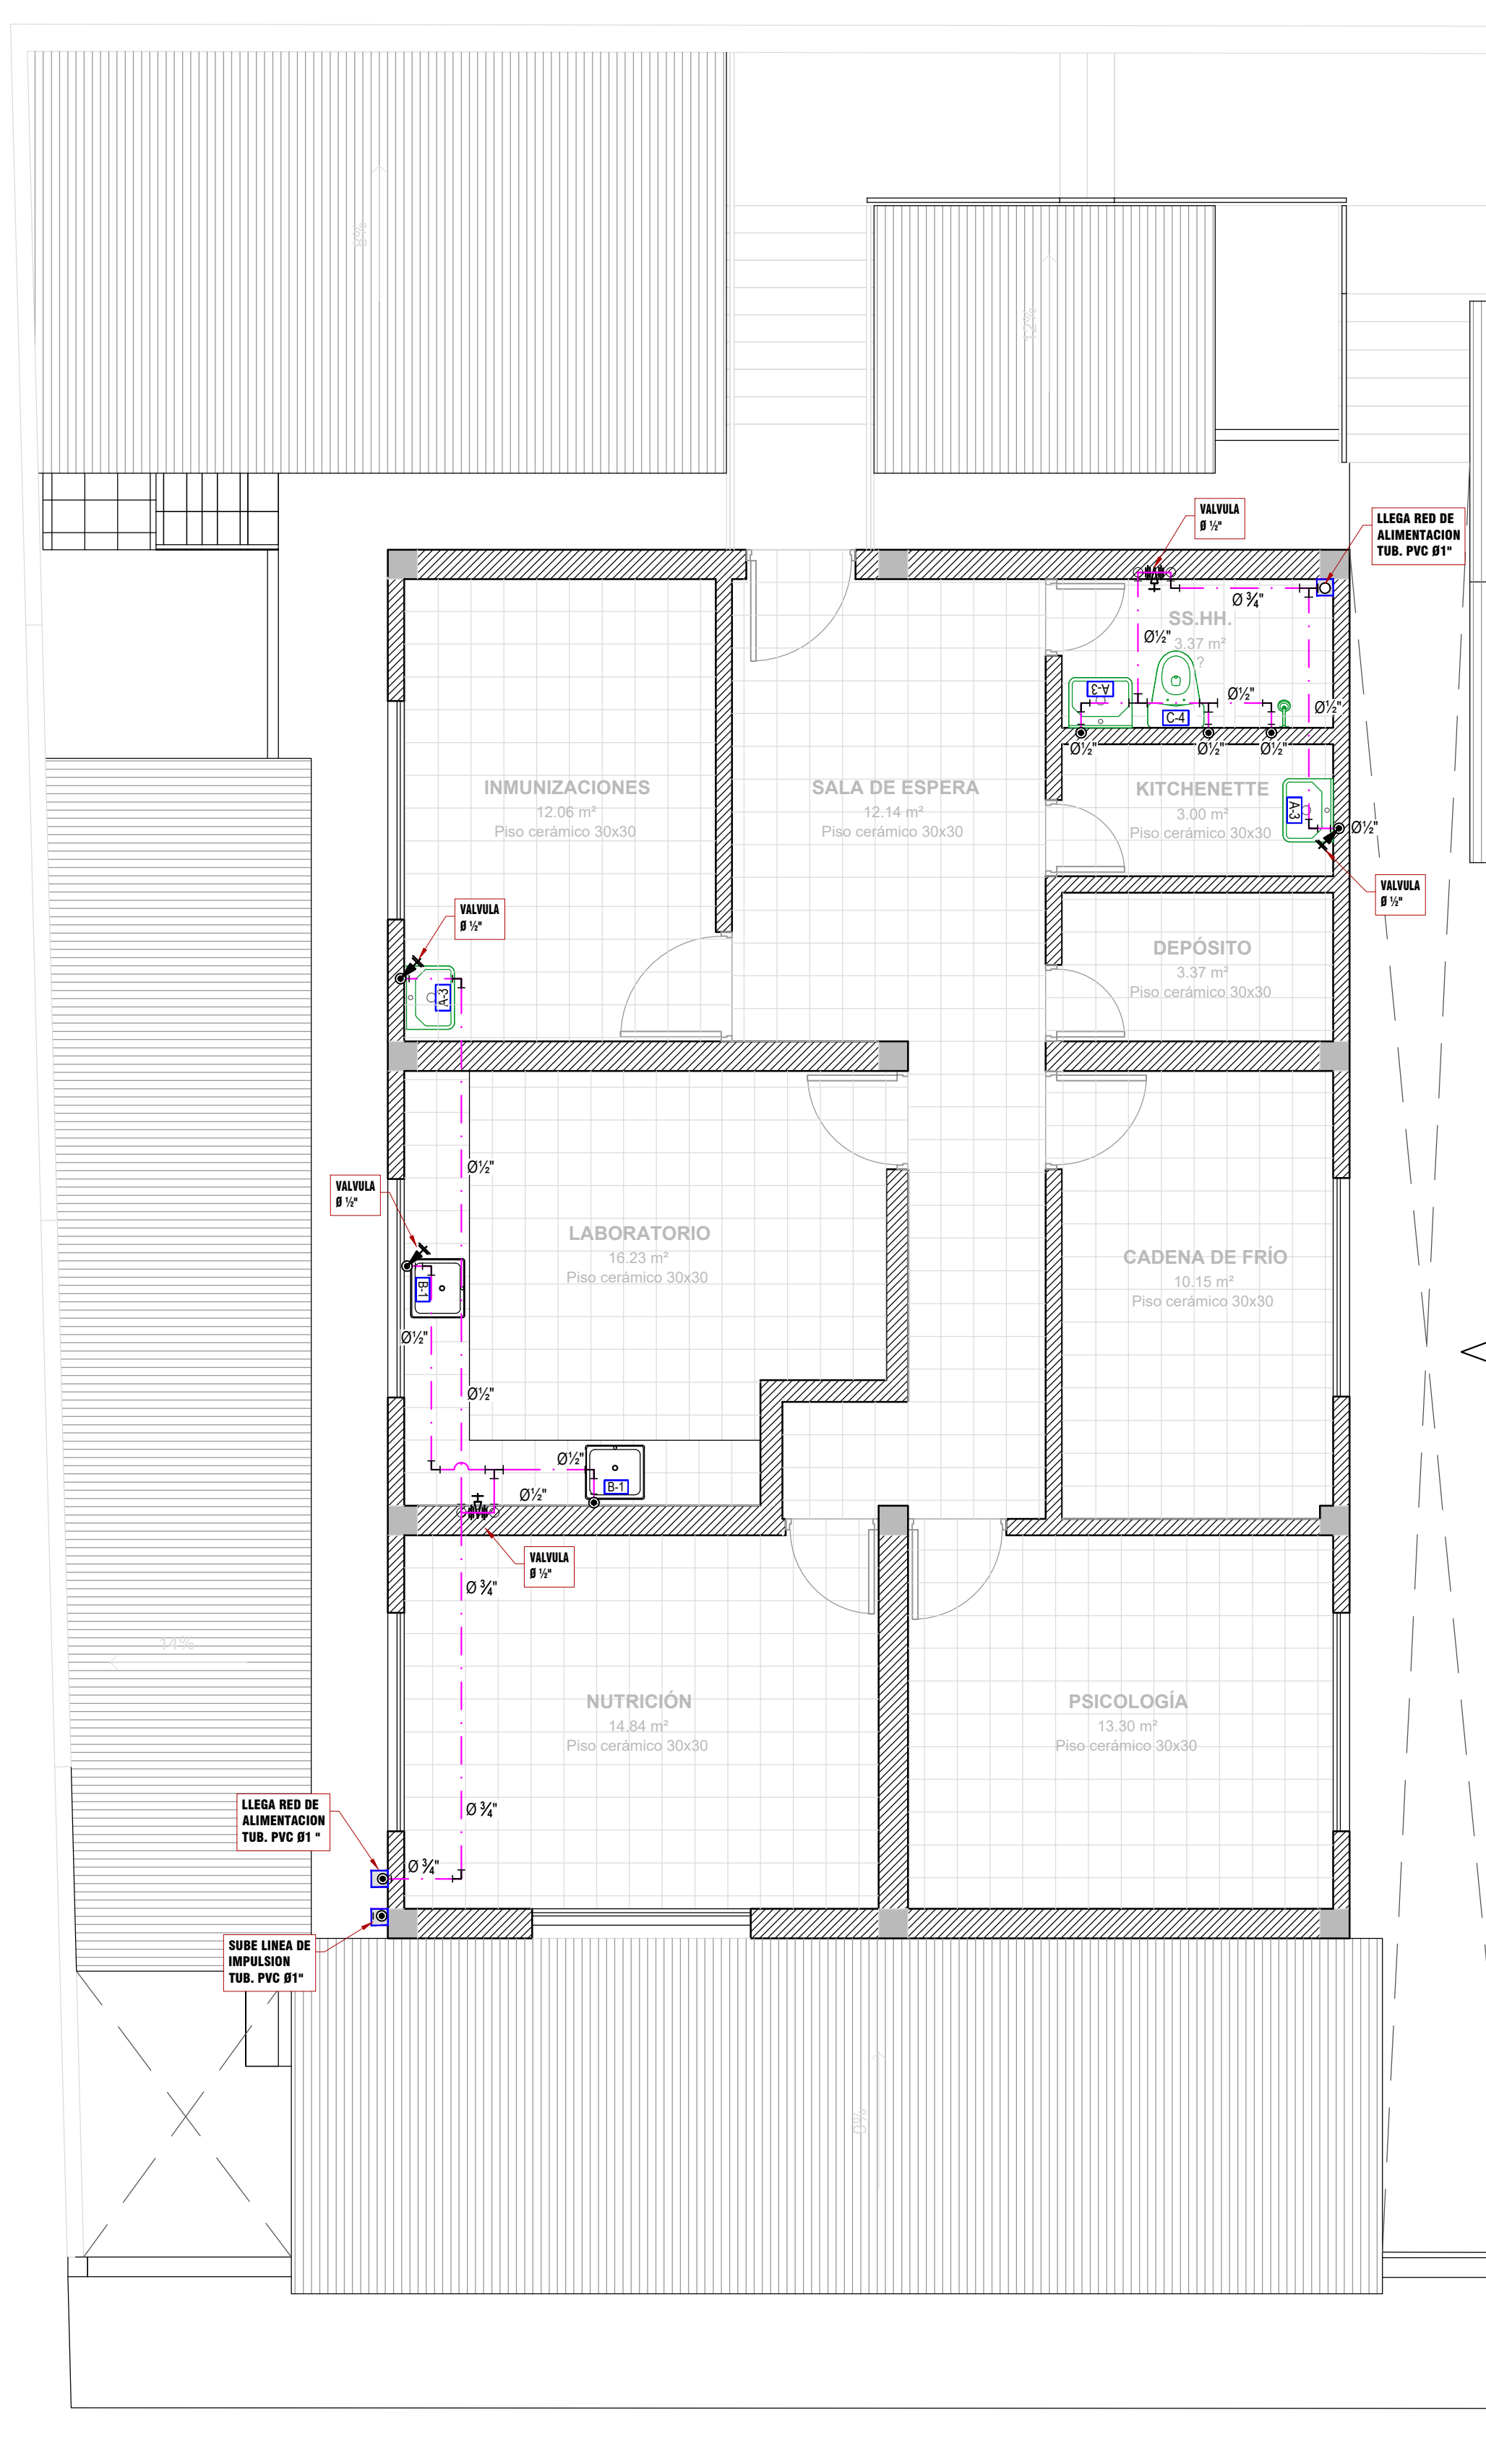 8%
12%
VALVULA
Ø ½"
LLEGA RED DE
ALIMENTACION
TUB. PVC Ø1"
Ø ¾"
SS.HH.
3.37 m²
?
Ø½"
A-3
C-4
Ø½"
Ø½"
Ø½"
Ø½"
Ø½"
INMUNIZACIONES
12.06 m²
Piso cerámico 30x30
SALA DE ESPERA
12.14 m²
Piso cerámico 30x30
KITCHENETTE
3.00 m²
Piso cerámico 30x30
A-3
Ø½"
VALVULA
Ø ½"
VALVULA
Ø ½"
A-3
DEPÓSITO
3.37 m²
Piso cerámico 30x30
Ø½"
VALVULA
Ø ½"
LABORATORIO
16.23 m²
Piso cerámico 30x30
CADENA DE FRÍO
10.15 m²
Piso cerámico 30x30
B-1
Ø½"
Ø½"
Ø½"
B-1
Ø½"
VALVULA
Ø ½"
Ø ¾"
14%
NUTRICIÓN
14.84 m²
Piso cerámico 30x30
PSICOLOGÍA
13.30 m²
Piso cerámico 30x30
LLEGA RED DE
ALIMENTACION
TUB. PVC Ø1 "
Ø ¾"
Ø ¾"
SUBE LINEA DE
IMPULSION
TUB. PVC Ø1"
9%